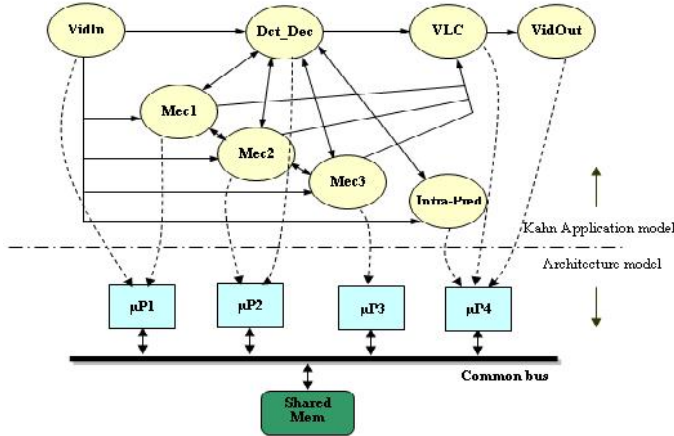 VidIn
Dct_Dec
VLC
VidOut
Mec1
Mec2
Mec3
Intra-Pred
Kahn Application model
Architecture model
µP1
µP2
µP3
µP4
Common bus
Shared
Mem